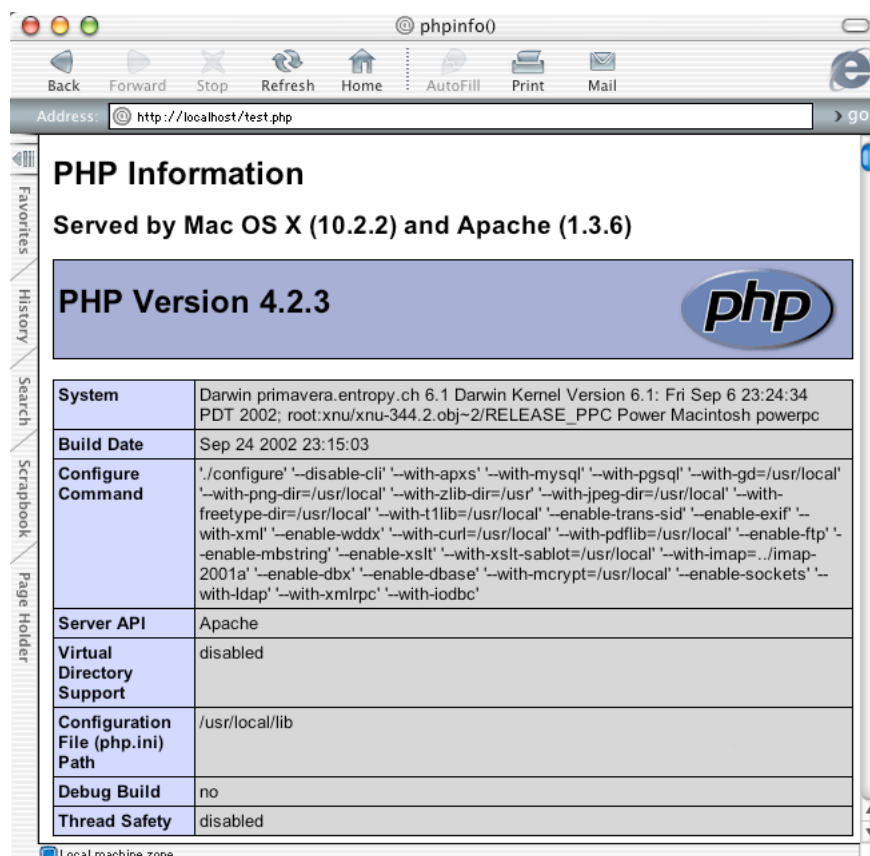 phpinfo()
Back Forward Stop Refresh Home AutoFill Print Mail
Address: http://localhost/test.php go
Favorites
History
Search
Scrapbook
Page Holder
PHP Information
Served by Mac OS X (10.2.2) and Apache (1.3.6)
PHP Version 4.2.3
php
System Darwin primavera.entropy.ch 6.1 Darwin Kernel Version 6.1: Fri Sep 6 23:24:34
PDT 2002; root:xnu/xnu-344.2.obj~2/RELEASE_PPC Power Macintosh powerpc
Build Date Sep 24 2002 23:15:03
Configure './configure' '--disable-cli' '--with-apxs' '--with-mysql' '--with-pgsql' '--with-gd=/usr/local'
Command '--with-png-dir=/usr/local' '--with-zlib-dir=/usr' '--with-jpeg-dir=/usr/local' '--with-
freetype-dir=/usr/local' '--with-t1lib=/usr/local' '--enable-trans-sid' '--enable-exif' '--
with-xml' '--enable-wddx' '--with-curl=/usr/local' '--with-pdflib=/usr/local' '--enable-ftp' '-
-enable-mbstring' '--enable-xslt' '--with-xslt-sablot=/usr/local' '--with-imap=../imap-
2001a' '--enable-dbx' '--enable-dbase' '--with-mcrypt=/usr/local' '--enable-sockets' '--
with-ldap' '--with-xmlrpc' '--with-iodbc'
Server API Apache
Virtual disabled
Directory
Support
Configuration /usr/local/lib
File (php.ini)
Path
Debug Build no
Thread Safety disabled
Local machine zone